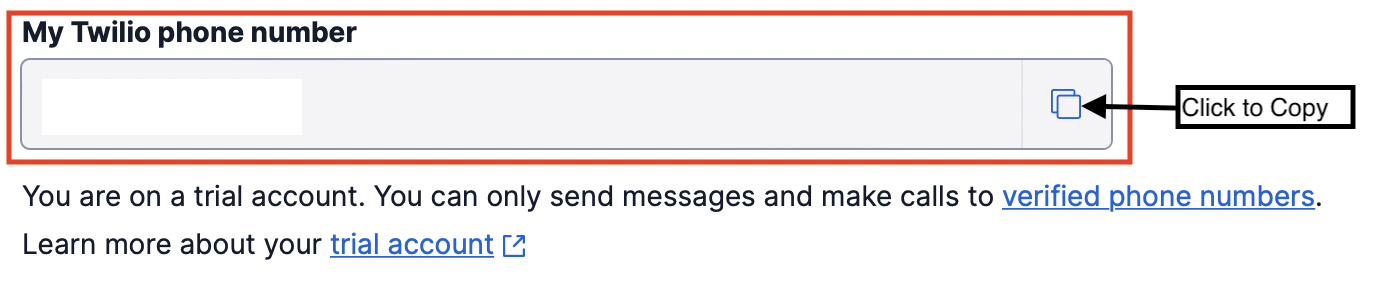 My Twilio phone number
Click to Copy
You are on a trial account. You can only send messages and make calls to verified phone numbers.
Learn more about your trial account